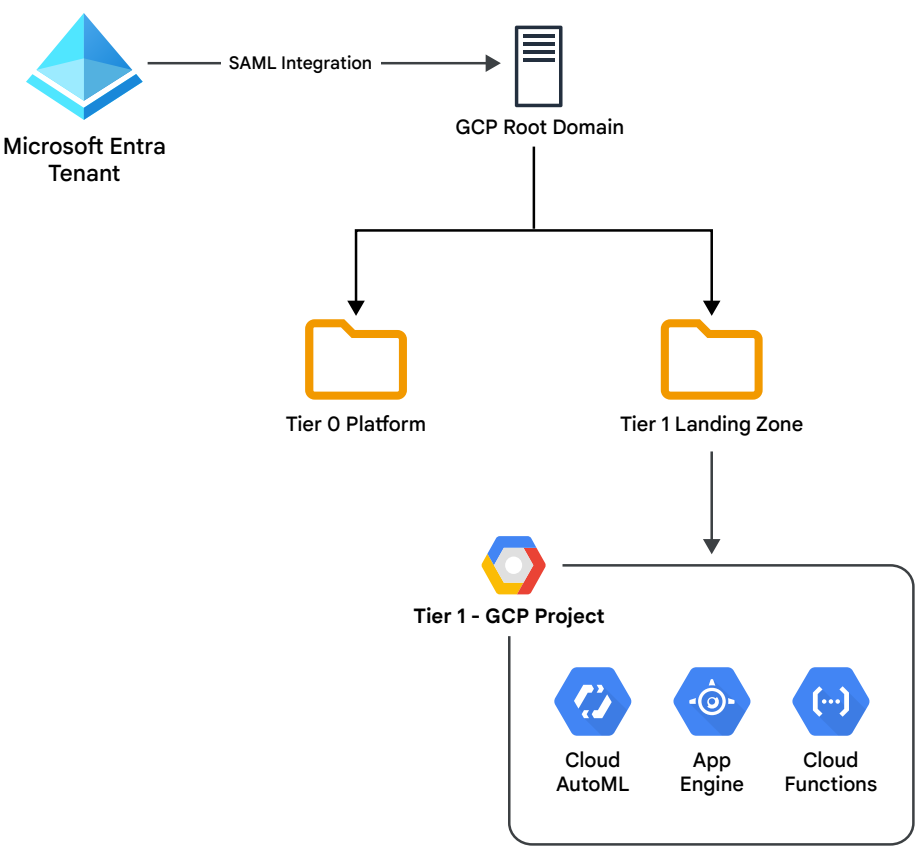 SAML Integration
GCP Root Domain
Microsoft Entra
Tenant
Tier 0 Platform
Tier 1 Landing Zone
Tier 1 - GCP Project
Cloud
AutoML
App
Engine
Cloud
Functions